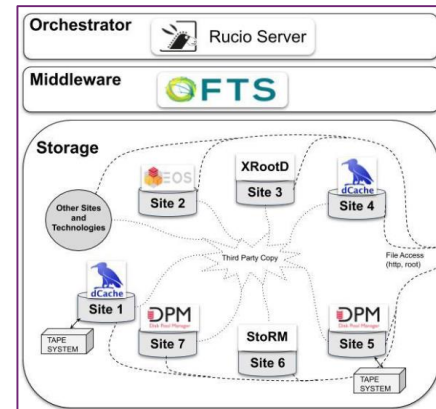 Orchestrator
Rucio Server
Middleware
FTS
Storage
EOS
Site 2
XRootD
Site 3
dCache
Site 4
Other Sites
and
Technologies
Third Party Copy
File Access
(http, root)
dCache
Site 1
DPM
Disk Pool Manager
Site 7
StoRM
Site 6
DPM
Disk Pool Manager
Site 5
TAPE
SYSTEM
TAPE
SYSTEM